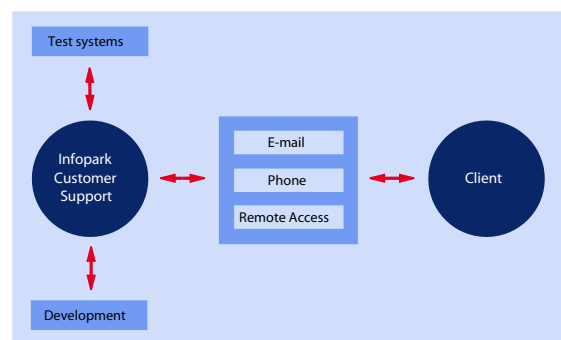 Test systems
Infopark
Customer
Support
E-mail
Phone
Remote Access
Client
Development